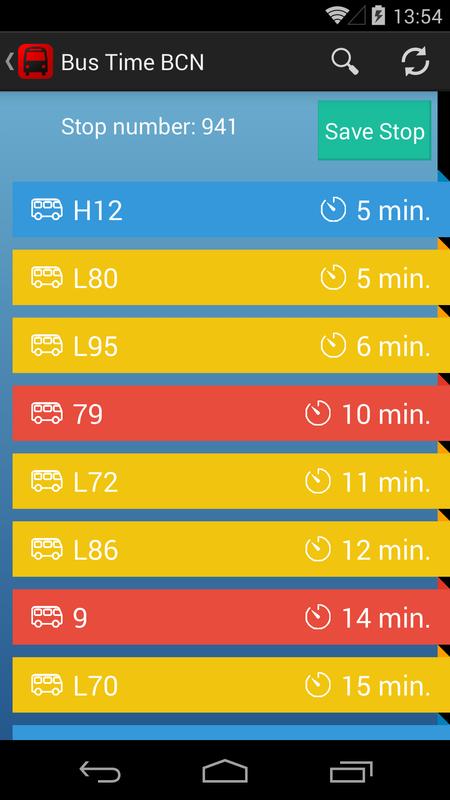 13:54
Bus Time BCN
Stop number: 941
Save Stop
H12 5 min.
L80 5 min.
L95 6 min.
79 10 min.
L72 11 min.
L86 12 min.
9 14 min.
L70 15 min.